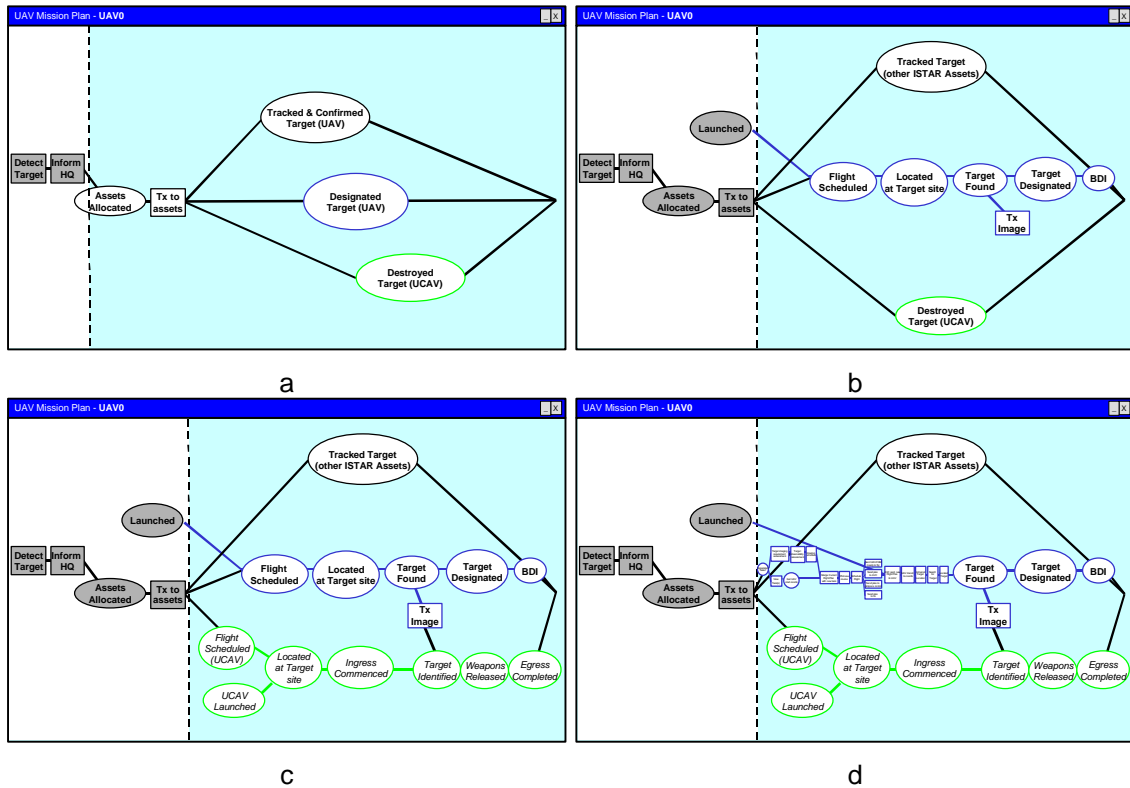 UAV Mission Plan - UAV0
_ X
Tracked & Confirmed
Target (UAV)
Detect
Target
Inform
HQ
Assets
Allocated
Tx to
assets
Designated
Target (UAV)
Destroyed
Target (UCAV)
a
UAV Mission Plan - UAV0
_ X
Tracked Target
(other ISTAR Assets)
Launched
Detect
Target
Inform
HQ
Assets
Allocated
Tx to
assets
Flight
Scheduled
Located
at Target site
Target
Found
Target
Designated
BDI
Tx
Image
Destroyed
Target (UCAV)
b
UAV Mission Plan - UAV0
_ X
Tracked Target
(other ISTAR Assets)
Launched
Detect
Target
Inform
HQ
Assets
Allocated
Tx to
assets
Flight
Scheduled
Located
at Target site
Target
Found
Target
Designated
BDI
Tx
Image
Flight
Scheduled
(UCAV)
Located
at Target
site
Ingress
Commenced
Target
Identified
Weapons
Released
Egress
Completed
UCAV
Launched
c
UAV Mission Plan - UAV0
_ X
Tracked Target
(other ISTAR Assets)
Launched
Detect
Target
Inform
HQ
Assets
Allocated
Tx to
assets
Target
Found
Target
Designated
BDI
Tx
Image
Flight
Scheduled
(UCAV)
Located
at Target
site
Ingress
Commenced
Target
Identified
Weapons
Released
Egress
Completed
UCAV
Launched
d